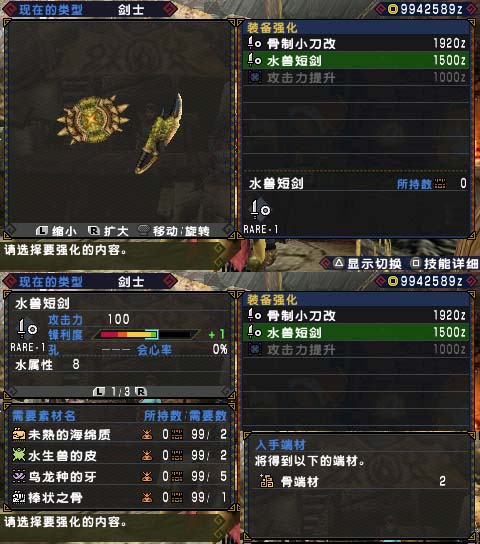 现在的类型 剑士
9942589z
装备强化
骨制小刀改 1920z
水兽短剑 1500z
攻击力提升 1000z
水兽短剑 所持数 0
RARE-1
L 缩小 R 扩大 移动/旋转
请选择要强化的内容。
△显示切换 □技能详细
现在的类型 剑士
9942589z
水兽短剑
攻击力 100
锋利度 +1
RARE-1
孔 --- 会心率 0%
水属性 8
L 1/3 R
装备强化
骨制小刀改 1920z
水兽短剑 1500z
攻击力提升 1000z
需要素材名 所持数/需要数
未熟的海绵质 0 99/ 2
水生兽的皮 0 99/ 2
鸟龙种的牙 0 99/ 5
棒状之骨 0 99/ 1
入手端材
将得到以下的端材。
骨端材 2
请选择要强化的内容。